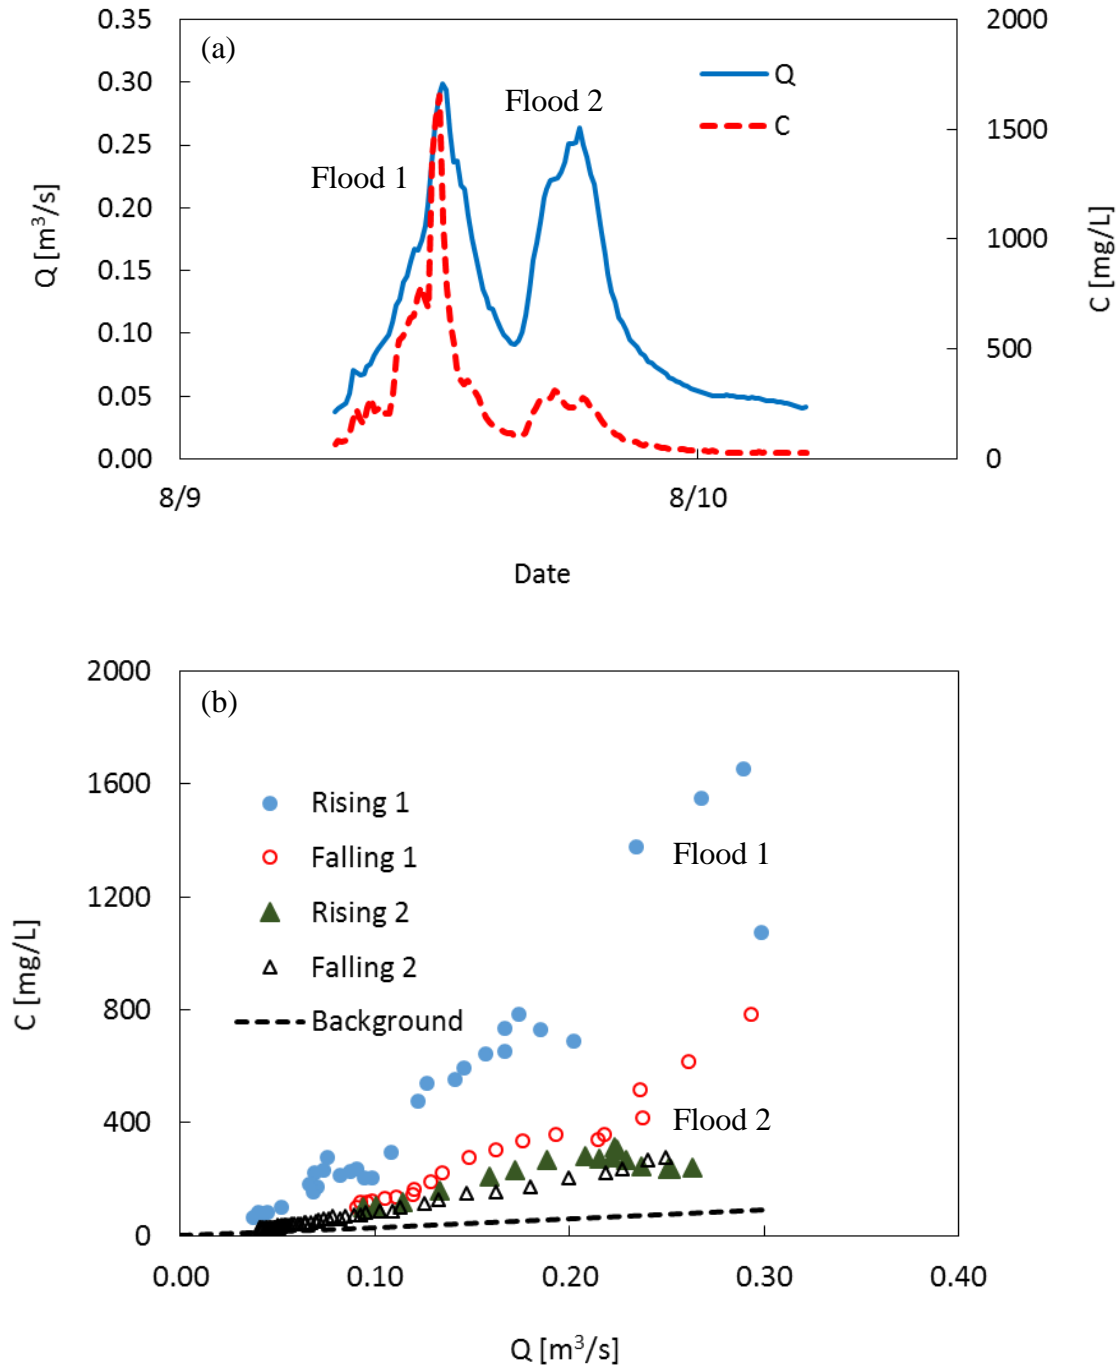 (a)
Q [m³/s]
0.35
0.30
0.25
0.20
0.15
0.10
0.05
0.00
Flood 1
Flood 2
Q
C
2000
1500
1000
500
0
C [mg/L]
8/9
8/10
Date
(b)
C [mg/L]
2000
1600
1200
800
400
0
Rising 1
Falling 1
Rising 2
Falling 2
Background
Flood 1
Flood 2
0.00
0.10
0.20
0.30
0.40
Q [m³/s]